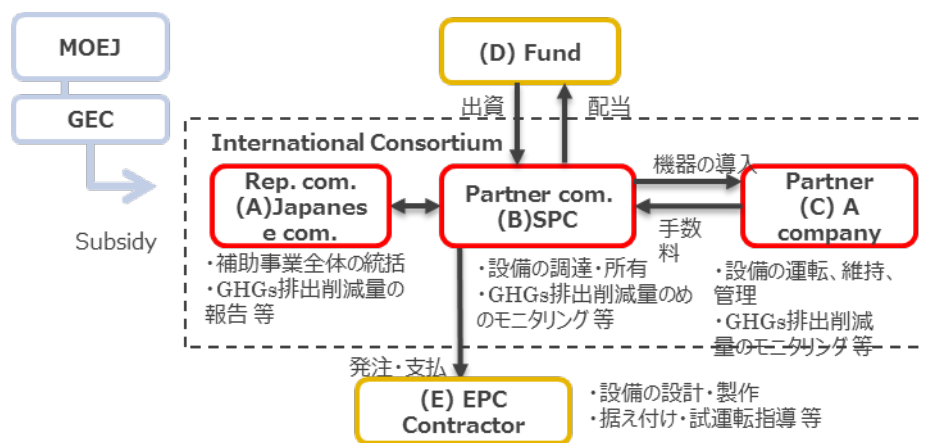 MOEJ
GEC
Subsidy
(D) Fund
出資
配当
International Consortium
Rep. com.
(A)Japanes
e com.
Partner com.
(B)SPC
機器の導入
手数
料
Partner
(C) A
company
・補助事業全体の統括
・GHGs排出削減量の
報告 等
・設備の調達・所有
・GHGs排出削減量のめ
のモニタリング 等
・設備の運転、維持、
管理
・GHGs排出削減
量のモニタリング 等
発注・支払
(E) EPC
Contractor
・設備の設計・製作
・据え付け・試運転指導 等